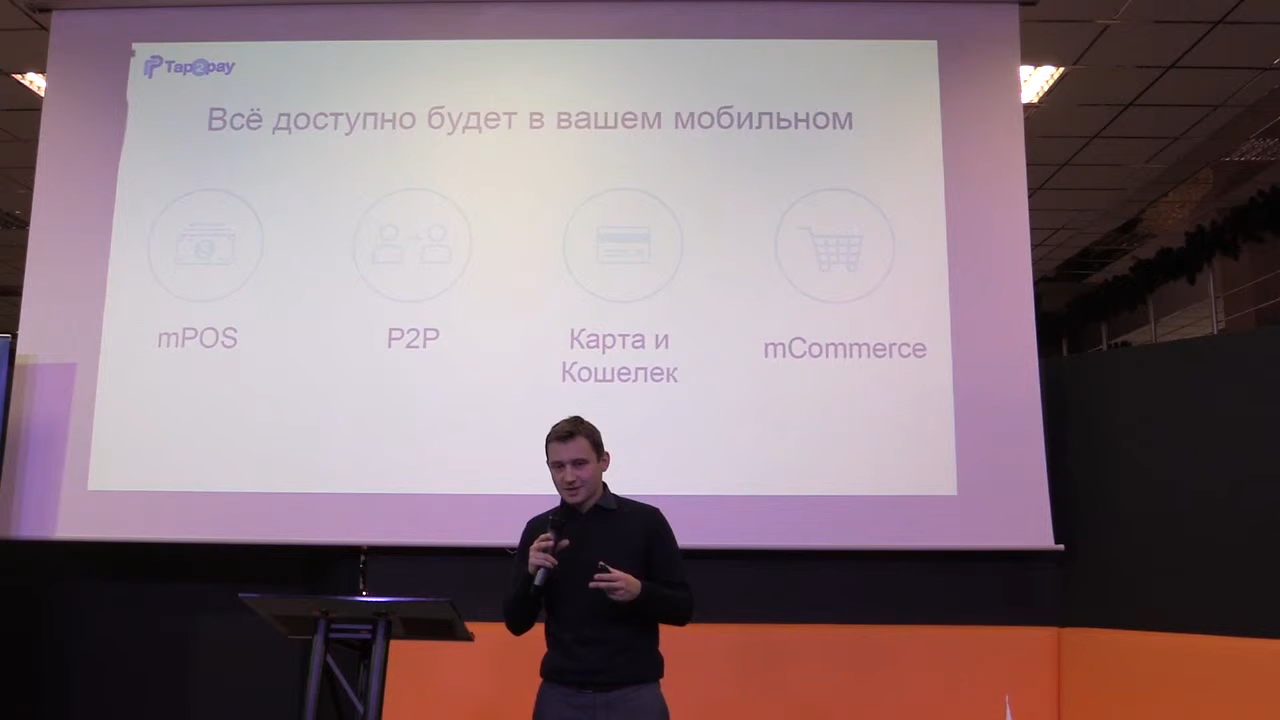 Tap2pay
Всё доступно будет в вашем мобильном
mPOS
P2P
Карта и
Кошелек
mCommerce